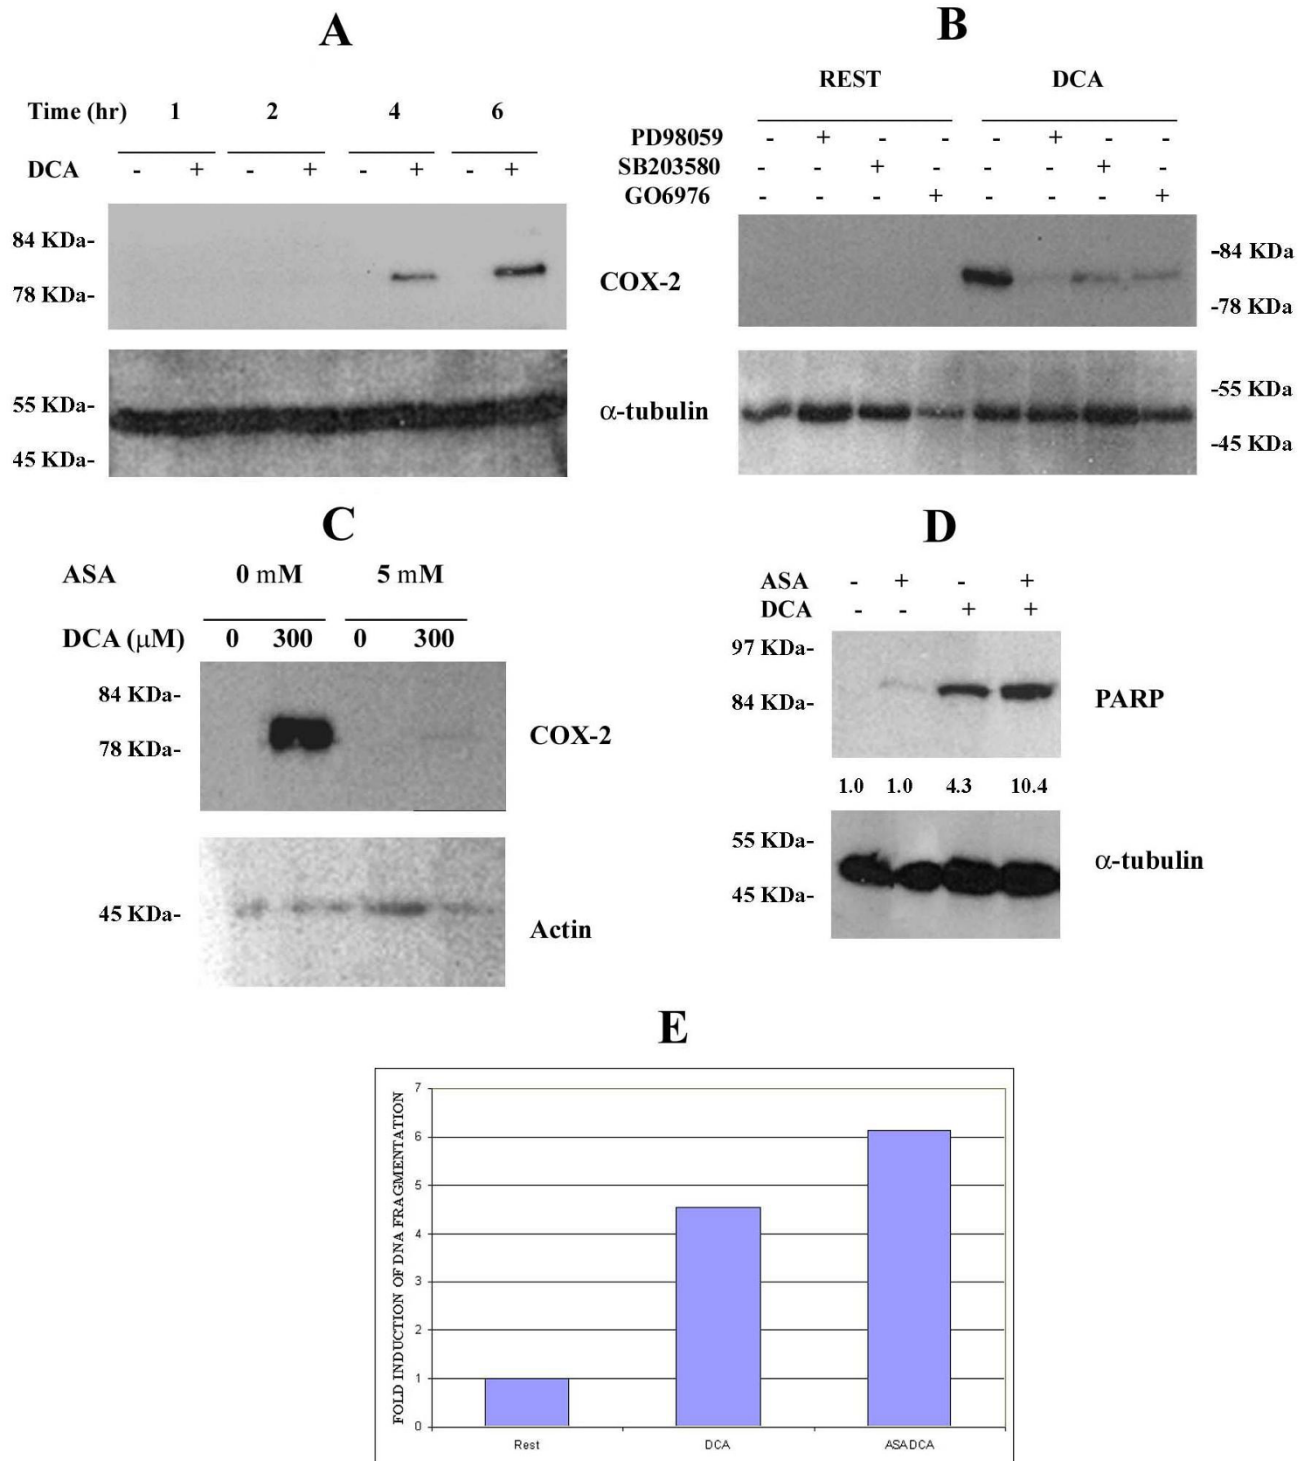 A
Time (hr) 1 2 4 6
DCA - + - + - + - +
84 KDa-
78 KDa-
COX-2
55 KDa-
45 KDa-
α-tubulin
B
REST DCA
PD98059 - + - - - + - -
SB203580 - - + - - - + -
GO6976 - - - + - - - +
-84 KDa
-78 KDa
-55 KDa
-45 KDa
C
ASA 0 mM 5 mM
DCA (μM) 0 300 0 300
84 KDa-
78 KDa-
COX-2
45 KDa-
Actin
D
ASA - + - +
DCA - - + +
97 KDa-
84 KDa-
PARP
1.0 1.0 4.3 10.4
55 KDa-
45 KDa-
α-tubulin
E
FOLD INDUCTION OF DNA FRAGMENTATION
7
6
5
4
3
2
1
0
Rest DCA ASADCA